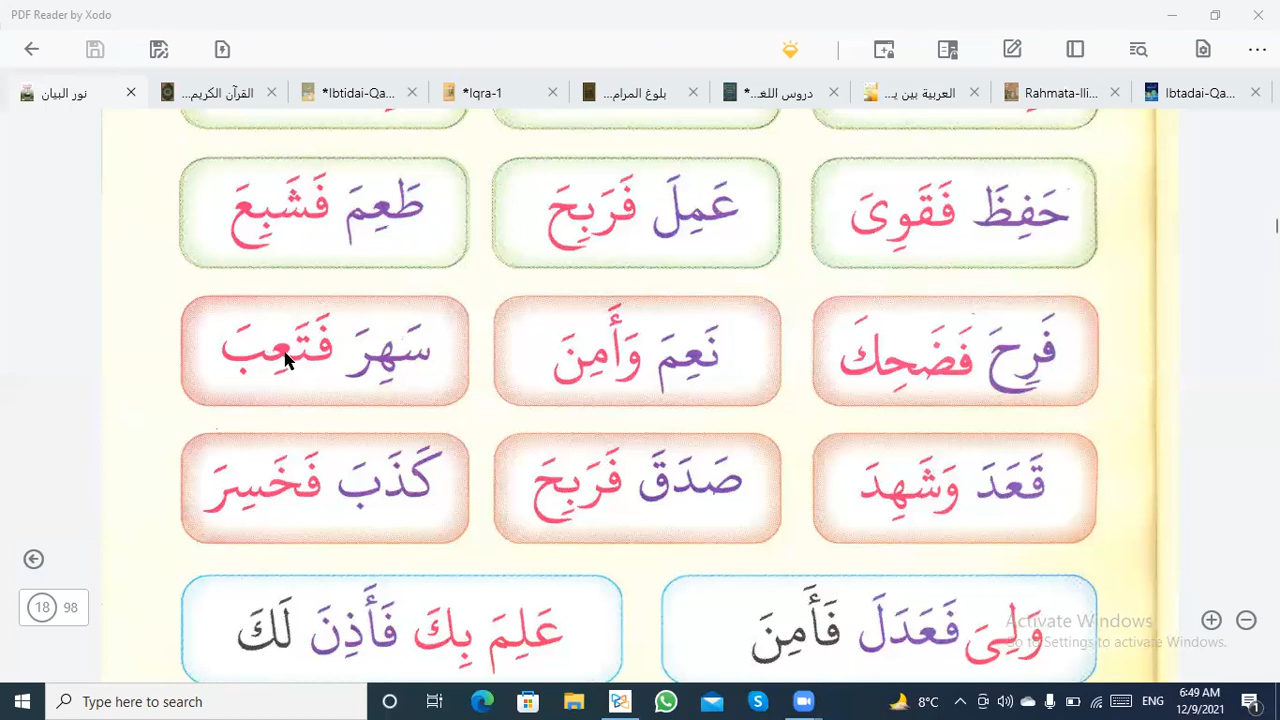 PDF Reader by Xodo
نور البيان
القرآن الكريم...
*Ibtidai-Qa...
*Iqra-1
بلوغ المرام...
دروس اللغ...*
العربية بين ي...
Rahmata-lli...
Ibtadai-Qa...
حَفِظَ فَقَوِىَ
عَمِلَ فَرَبِحَ
طَعِمَ فَشَبِعَ
فَرِحَ فَضَحِكَ
نَعِمَ وَأَمِنَ
سَهِرَ فَتَعِبَ
قَعَدَ وَشَهِدَ
صَدَقَ فَرَبِحَ
كَذَبَ فَخَسِرَ
وَلِىَ فَعَدَلَ فَأَمِنَ
عَلِمَ بِكَ فَأَذِنَ لَكَ
18 98
Activate Windows
Go to Settings to activate Windows.
Type here to search
8°C
ENG
6:49 AM
12/9/2021
1